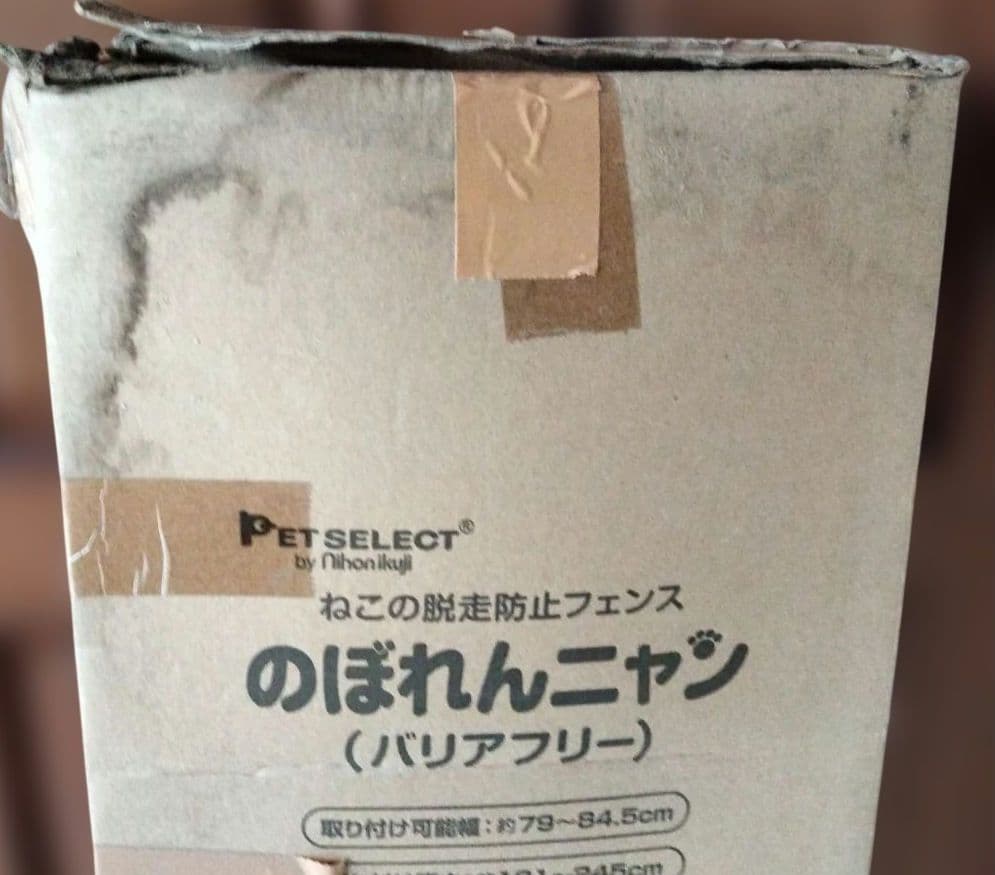 PETSELECT®
by nihonikuji
ねこの脱走防止フェンス
のぼれんニャン
(バリアフリー)
取り付け可能幅:約79~84.5cm
245cm